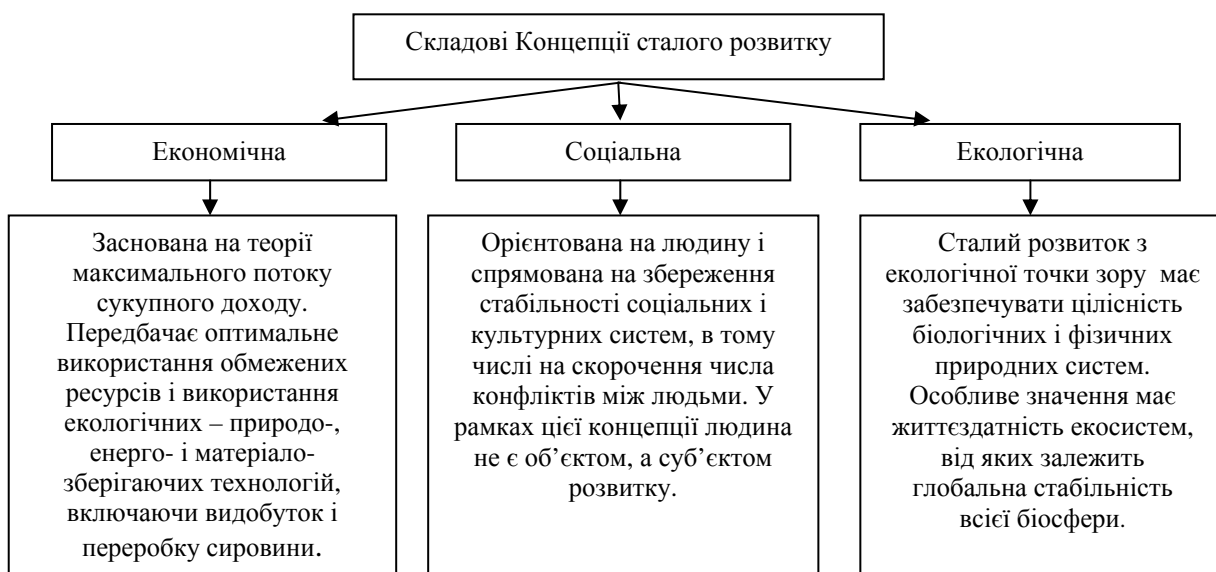 Складові Концепції сталого розвитку
Економічна
Соціальна
Екологічна
Заснована на теорії
максимального потоку
сукупного доходу.
Передбачає оптимальне
використання обмежених
ресурсів і використання
екологічних – природо-,
енерго- і матеріало-
зберігаючих технологій,
включаючи видобуток і
переробку сировини.
Орієнтована на людину і
спрямована на збереження
стабільності соціальних і
культурних систем, в тому
числі на скорочення числа
конфліктів між людьми. У
рамках цієї концепції людина
не є об’єктом, а суб’єктом
розвитку.
Сталий розвиток з
екологічної точки зору має
забезпечувати цілісність
біологічних і фізичних
природних систем.
Особливе значення має
життєздатність екосистем,
від яких залежить
глобальна стабільність
всієї біосфери.